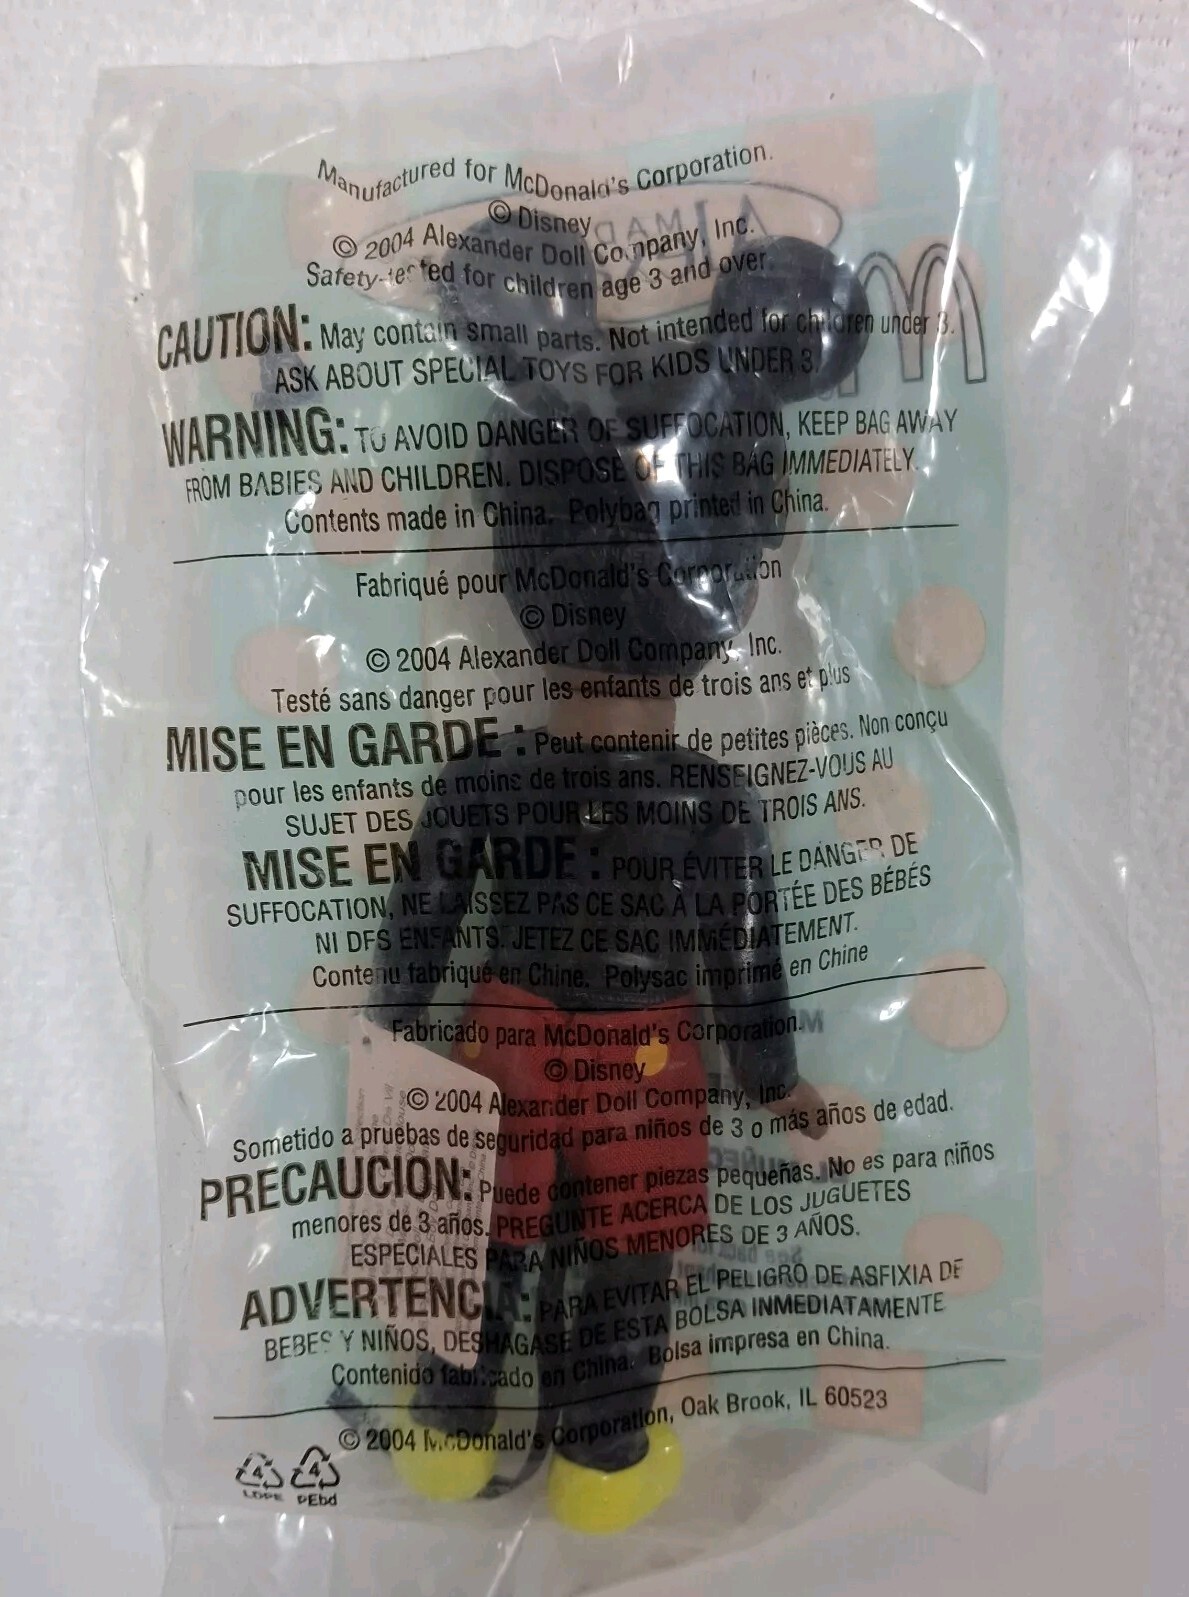 Manufactured for McDonald's Corporation.
© Disney
© 2004 Alexander Doll Company, Inc.
Safety-tested for children age 3 and over.
CAUTION: May contain small parts. Not intended for children under 3.
ASK ABOUT SPECIAL TOYS FOR KIDS UNDER 3.
WARNING: TO AVOID DANGER OF SUFFOCATION, KEEP BAG AWAY
FROM BABIES AND CHILDREN. DISPOSE OF THIS BAG IMMEDIATELY.
Contents made in China. Polybag printed in China.
Fabriqué pour McDonald's Corporation
© Disney
© 2004 Alexander Doll Company, Inc.
Testé sans danger pour les enfants de trois ans et plus
MISE EN GARDE : Peut contenir de petites pièces. Non conçu
pour les enfants de moins de trois ans. RENSEIGNEZ-VOUS AU
SUJET DES JOUETS POUR LES MOINS DE TROIS ANS.
MISE EN GARDE : POUR ÉVITER LE DANGER DE
SUFFOCATION, NE LAISSEZ PAS CE SAC À LA PORTÉE DES BÉBÉS
NI DES ENFANTS. JETEZ CE SAC IMMÉDIATEMENT.
Contenu fabriqué en Chine. Polysac imprimé en Chine
Fabricado para McDonald's Corporation.
© Disney
© 2004 Alexander Doll Company, Inc.
Sometido a pruebas de seguridad para niños de 3 o más años de edad.
PRECAUCION: Puede contener piezas pequeñas. No es para niños
menores de 3 años. PREGUNTE ACERCA DE LOS JUGUETES
ESPECIALES PARA NIÑOS MENORES DE 3 AÑOS.
ADVERTENCIA: PARA EVITAR EL PELIGRO DE ASFIXIA DE
BEBES Y NIÑOS, DESHAGASE DE ESTA BOLSA INMEDIATAMENTE
Contenido fabricado en China. Bolsa impresa en China.
© 2004 McDonald's Corporation, Oak Brook, IL 60523
4 4
LDPE PEbd